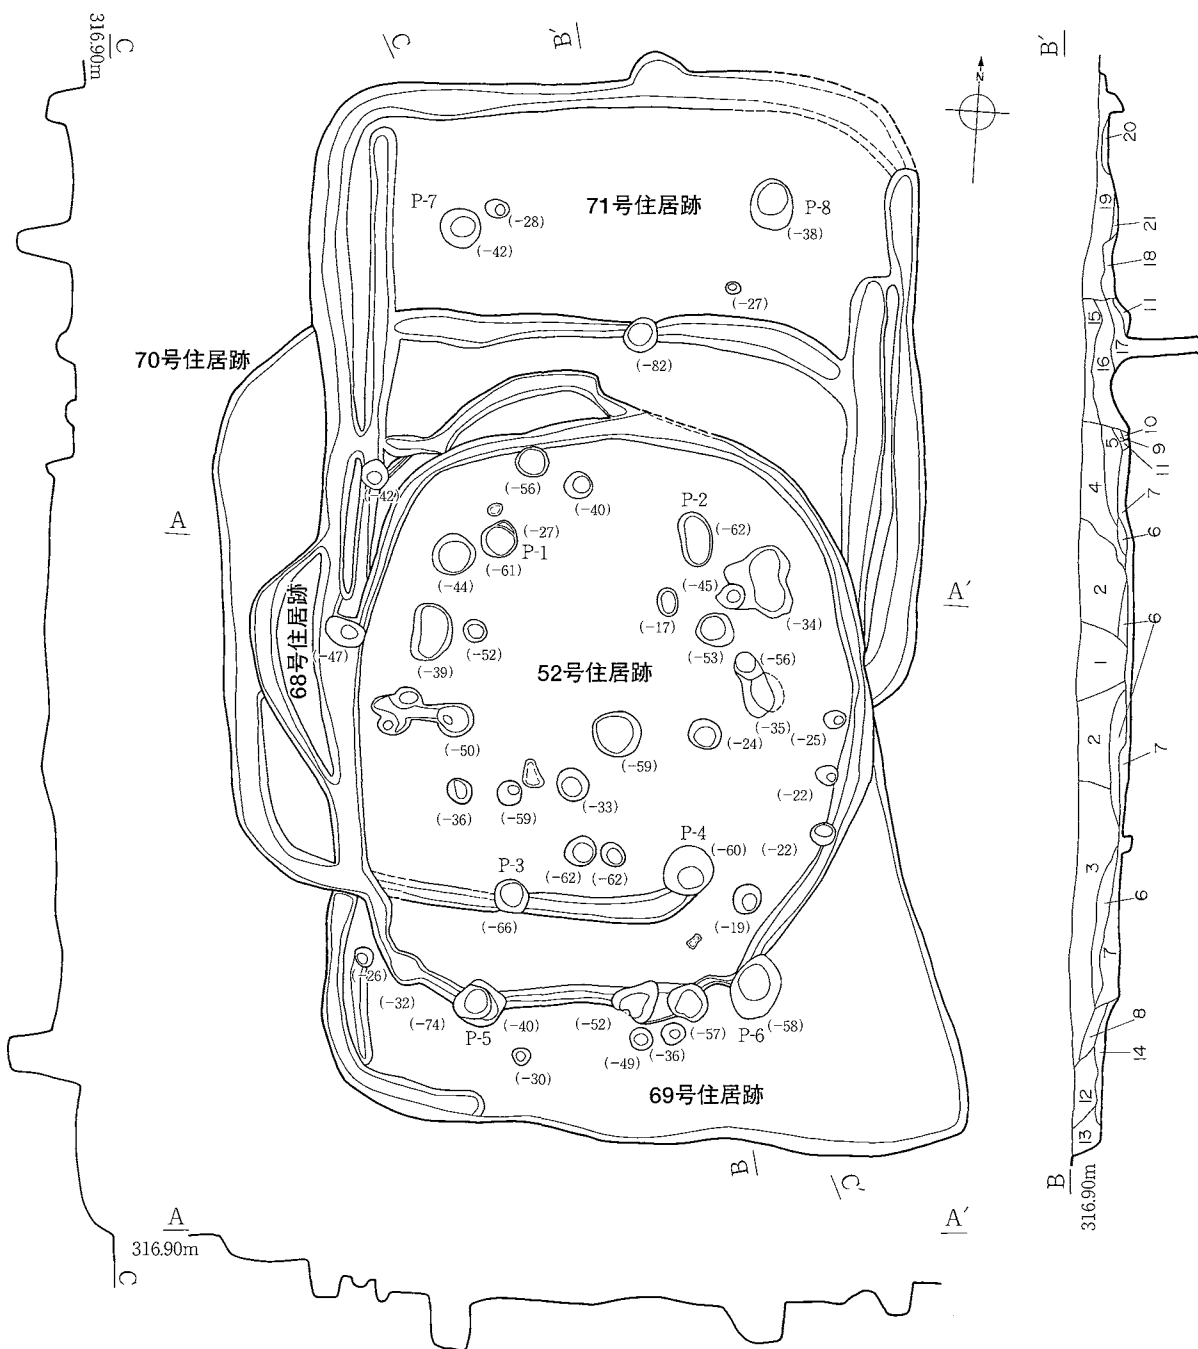 C
316.90m
C
B′
B′
N
20
19
21
18
11
15
17
16
10
5
9
11
4
7
6
2
6
1
2
7
3
6
7
8
14
12
13
B
316.90m
P-7
(-28)
(-42)
71号住居跡
P-8
(-38)
(-27)
(-82)
70号住居跡
A
(-42)
(-56)
(-40)
(-27)
P-1
(-61)
(-44)
P-2
(-62)
(-45)
(-17)
(-34)
(-53)
A′
68号住居跡
(-47)
(-39)
(-52)
52号住居跡
(-56)
(-35)
(-25)
(-50)
(-59)
(-24)
(-22)
(-36)
(-59)
(-33)
P-4
(-60)
(-22)
(-62)
(-62)
P-3
(-66)
(-19)
(-26)
(-32)
(-74)
P-5
(-40)
(-52)
(-57)
P-6
(-58)
(-49)
(-36)
(-30)
69号住居跡
B
C′
A
316.90m
A′
C